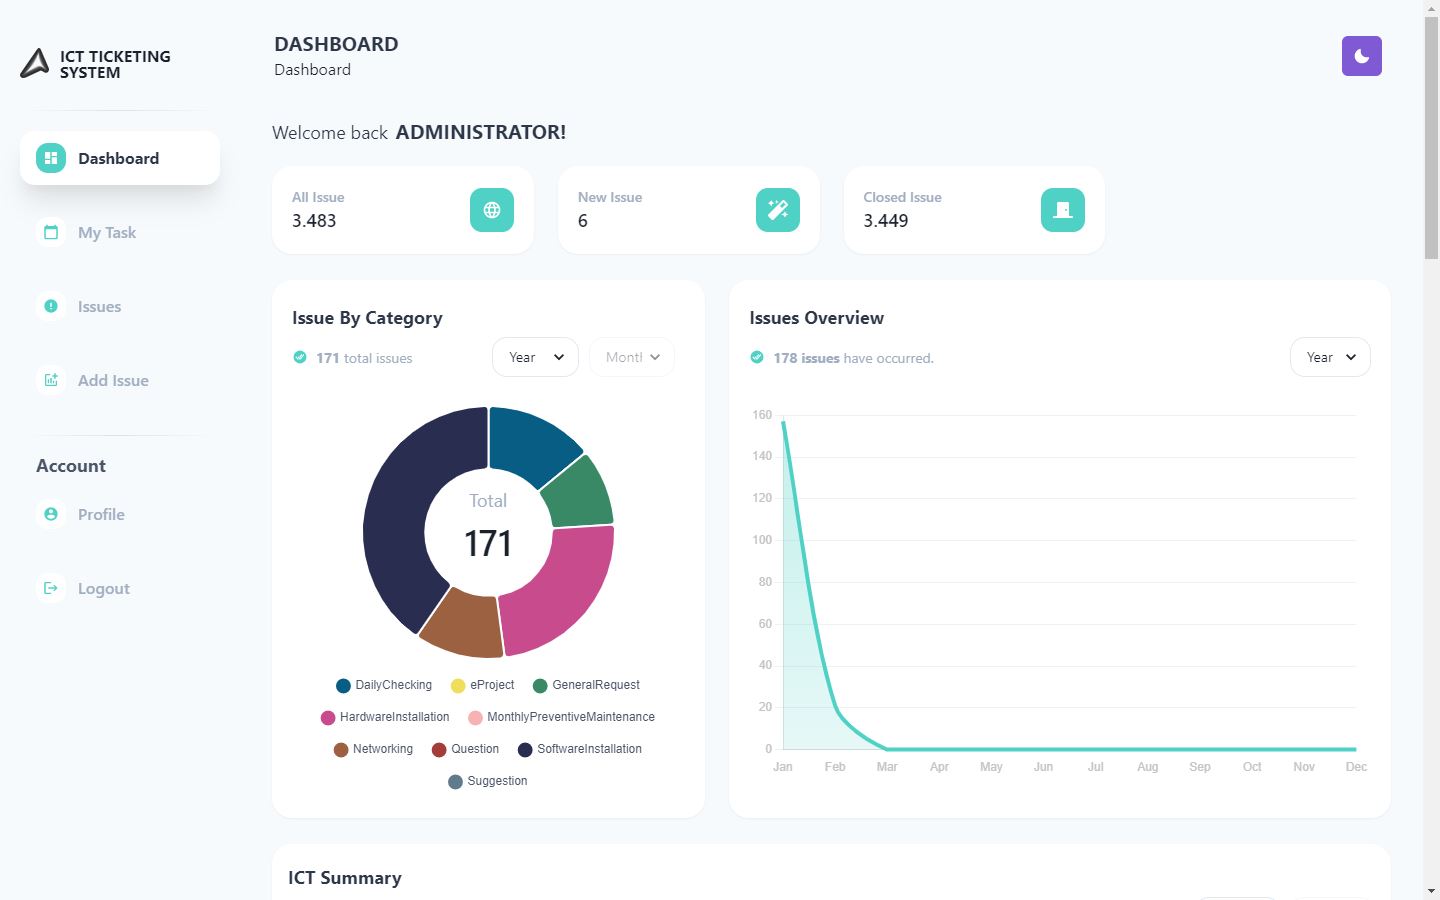 ICT TICKETING
SYSTEM
Dashboard
My Task
Issues
Add Issue
Account
Profile
Logout
DASHBOARD
Dashboard
Welcome back ADMINISTRATOR!
All Issue
3.483
New Issue
6
Closed Issue
3.449
Issue By Category
171 total issues
Year
Month
Total
171
DailyChecking
eProject
GeneralRequest
HardwareInstallation
MonthlyPreventiveMaintenance
Networking
Question
SoftwareInstallation
Suggestion
Issues Overview
178 issues have occurred.
Year
160
140
120
100
80
60
40
20
0
Jan Feb Mar Apr May Jun Jul Aug Sep Oct Nov Dec
ICT Summary